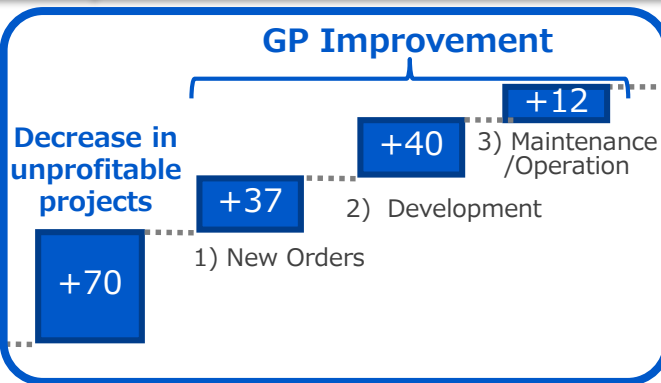 GP Improvement
Decrease in
unprofitable
projects
+70
+37
1) New Orders
+40
2) Development
+12
3) Maintenance
/Operation